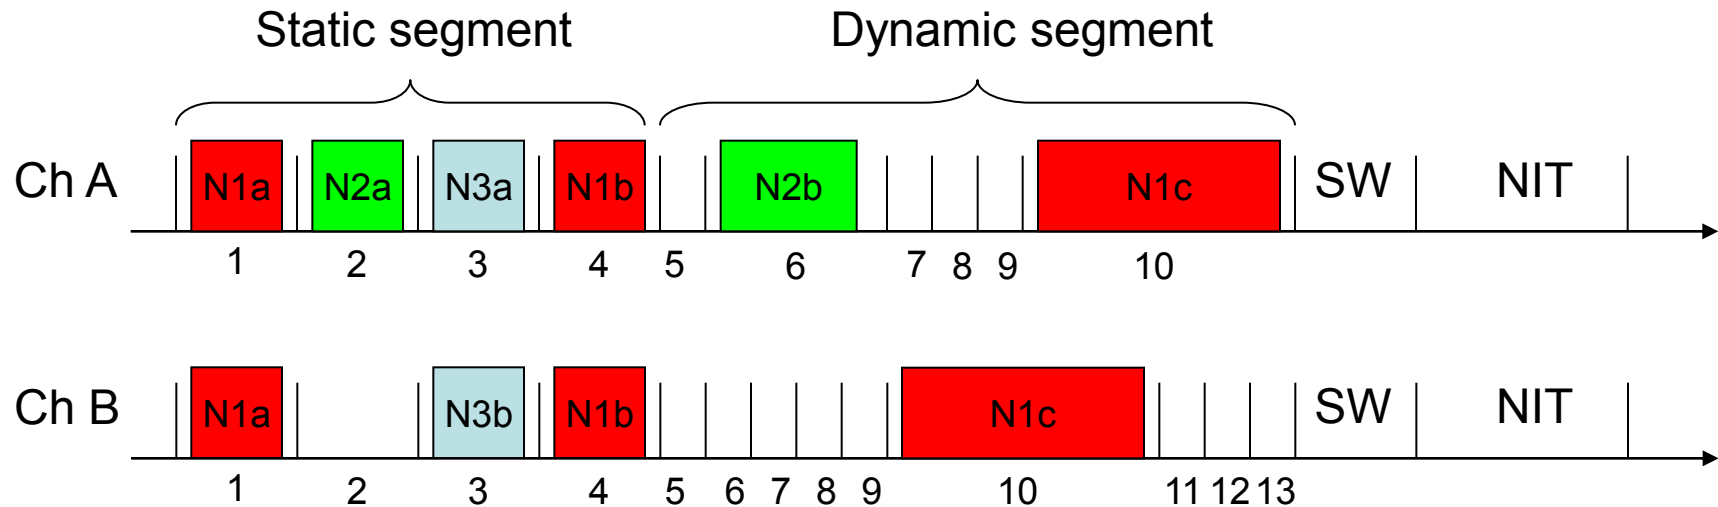 Static segment Dynamic segment
Ch A N1a N2a N3a N1b N2b N1c SW NIT
1 2 3 4 5 6 7 8 9 10
Ch B N1a N3b N1b N1c SW NIT
1 2 3 4 5 6 7 8 9 10 11 12 13